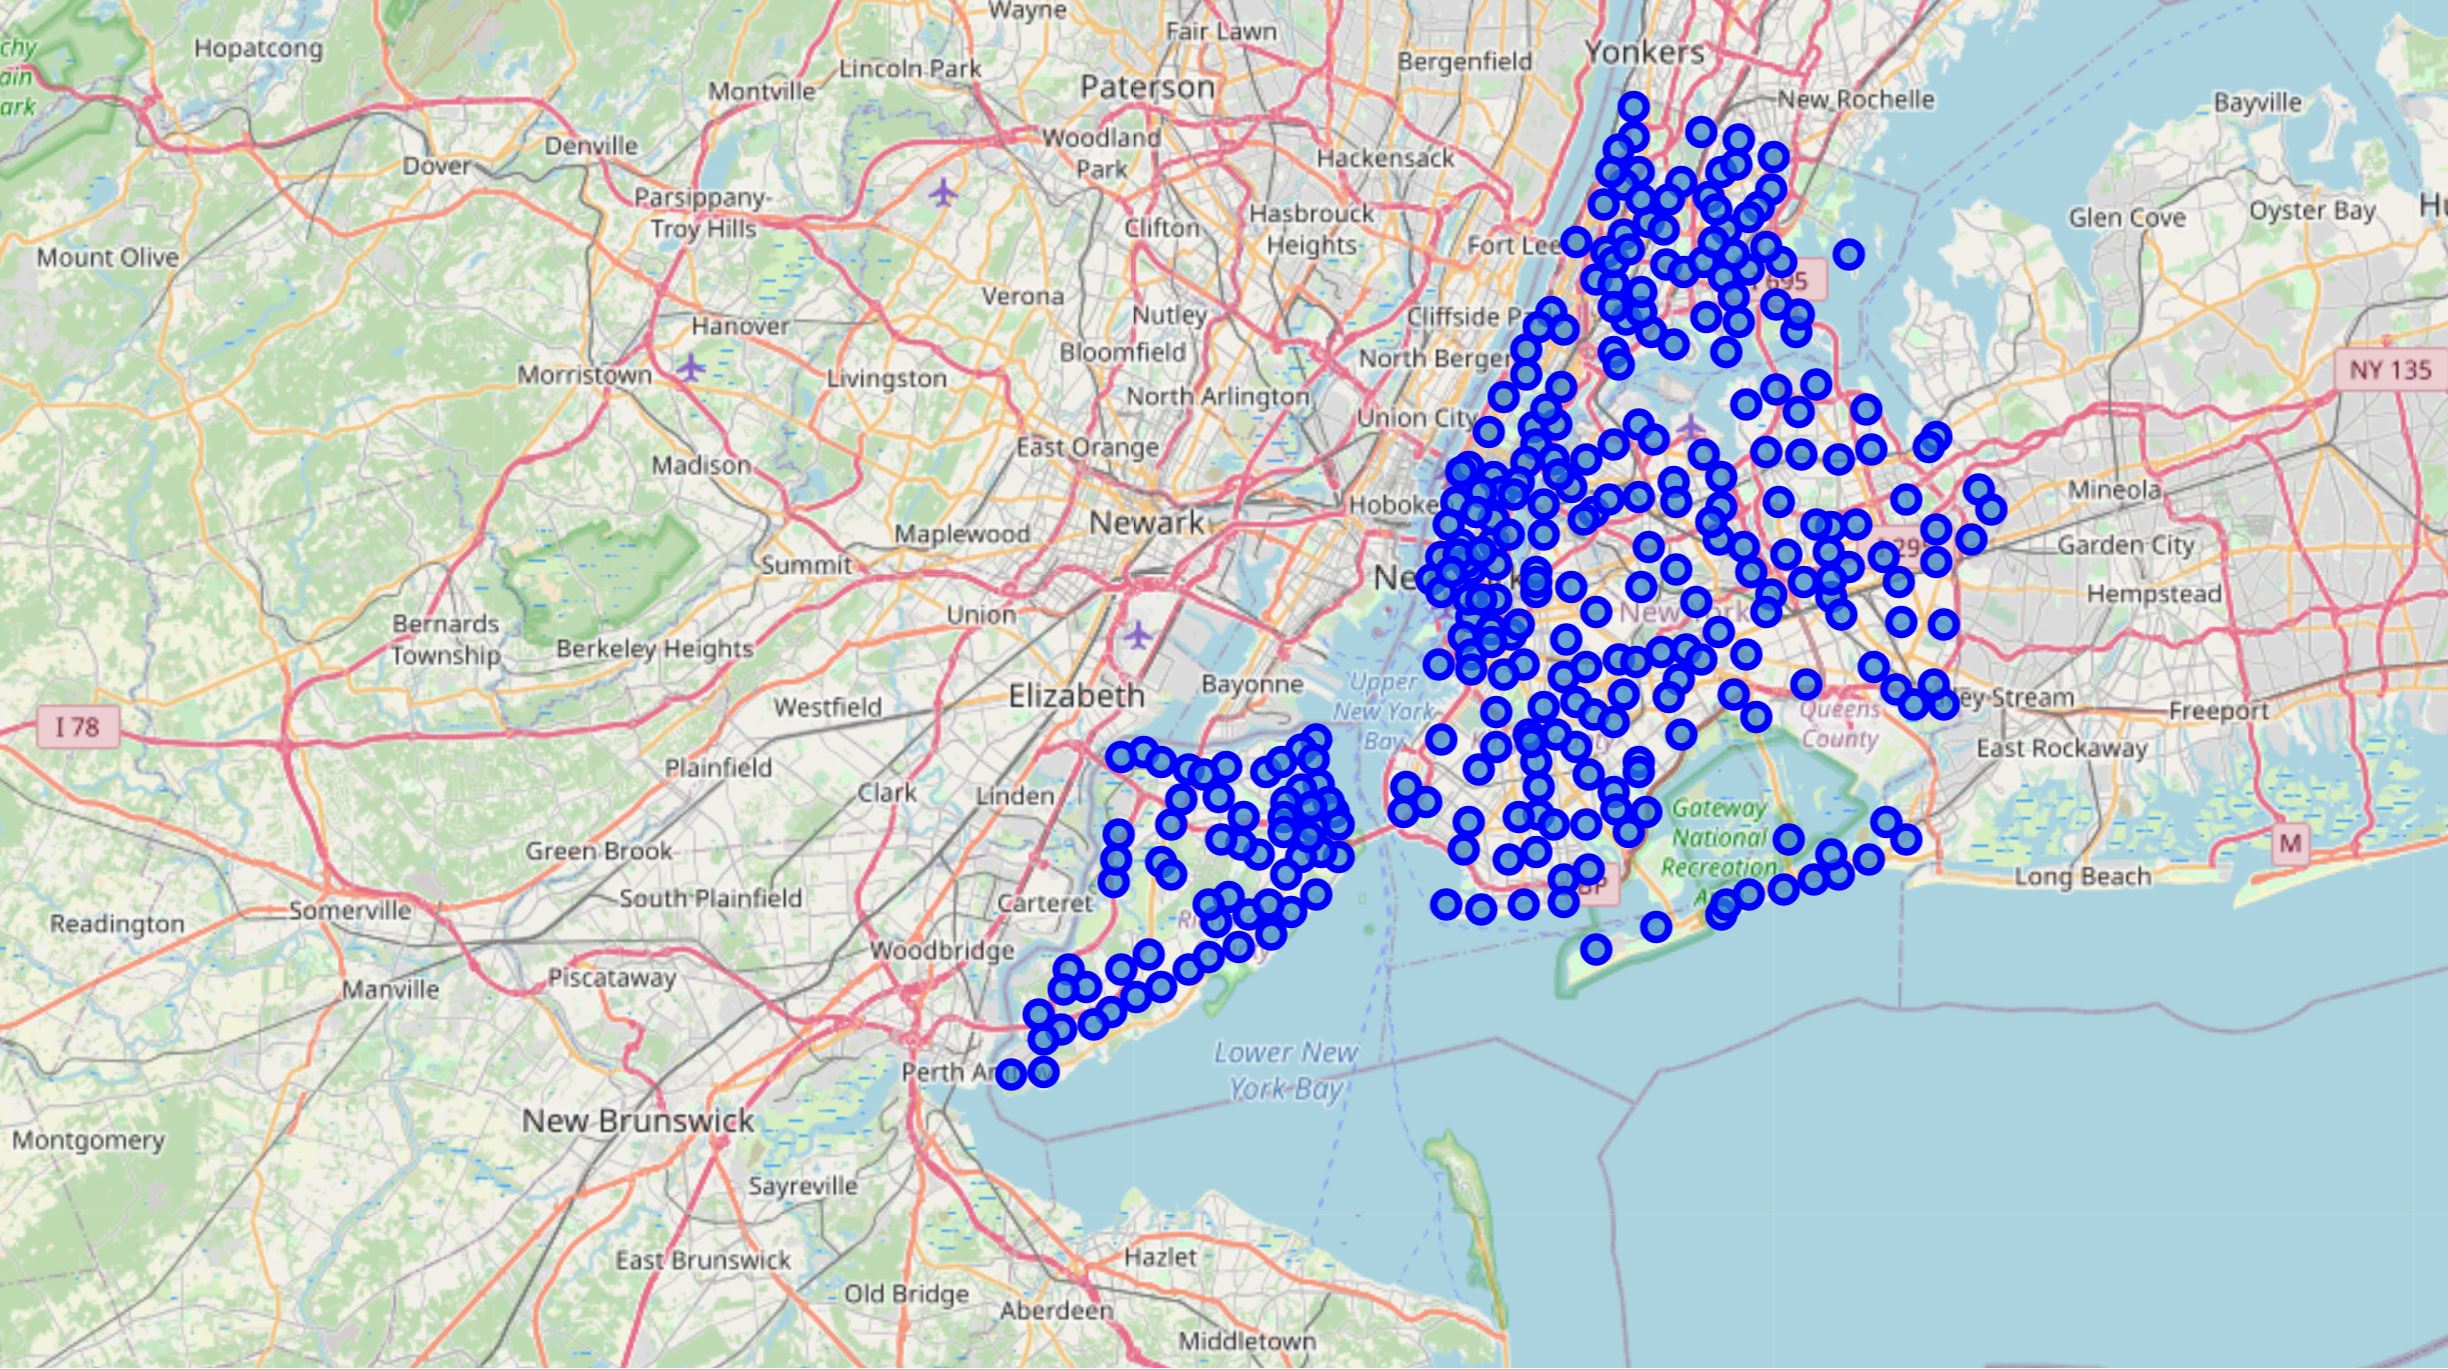 Wayne
Fair Lawn
Yonkers
Hopatcong
chy
ain
ark
Lincoln Park
Bergenfield
Montville
Paterson
New Rochelle
Bayville
Denville
Woodland
Park
Hackensack
Dover
Parsippany-
Troy Hills
Clifton
Hasbrouck
Heights
Fort Lee
Glen Cove
Oyster Bay
Hu
Mount Olive
Verona
Nutley
Cliffside P
695
Hanover
Bloomfield
North Berge
Morristown
Livingston
North Arlington
Union City
NY 135
East Orange
Madison
Mineola
Hoboke
Newark
Maplewood
Summit
Garden City
29
Ne
k
Hempstead
Union
New York
Bernards
Township
Berkeley Heights
Elizabeth
Bayonne
Upper
New York
Bay
I 78
Westfield
ey Stream
Freeport
Queens
County
East Rockaway
Plainfield
Clark
Linden
Gateway
National
Recreation
A
Green Brook
M
Long Beach
South Plainfield
Carteret
P
Somerville
Readington
Ri
Woodbridge
Piscataway
Manville
Lower New
York Bay
Perth Am
New Brunswick
Montgomery
Sayreville
East Brunswick
Hazlet
Old Bridge
Aberdeen
Middletown